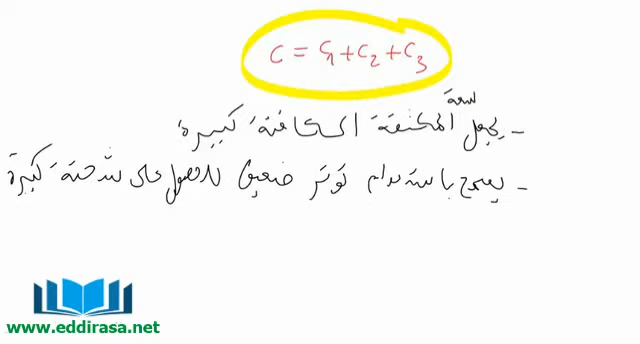 C = C1 + C2 + C3
سعة
- يجعل المكثفة المكافئة كبيرة
- يسمح باستخدام توتر ضعيف للحصول على شحنة كبيرة
www.eddirasa.net